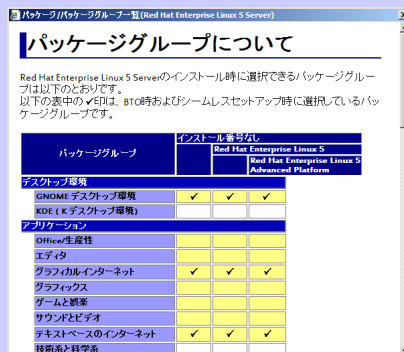 パッケージ/パッケージグループ一覧(Red Hat Enterprise Linux 5 Server)
パッケージグループについて
Red Hat Enterprise Linux 5 Serverのインストール時に選択できるパッケージグルー
プは以下のとおりです。
以下の表中の✔印は、BTO時およびシームレスセットアップ時に選択しているパッ
ケージグループです。
パッケージグループ
インストール番号なし
Red Hat Enterprise Linux 5
Red Hat Enterprise Linux 5
Advanced Platform
デスクトップ環境
GNOME デスクトップ環境 ✓ ✓ ✓
KDE ( K デスクトップ環境)
アプリケーション
Office/生産性
エディタ
グラフィカルインターネット ✓ ✓ ✓
グラフィックス
ゲームと娯楽
サウンドとビデオ
テキストベースのインターネット ✓ ✓ ✓
技術系と科学系